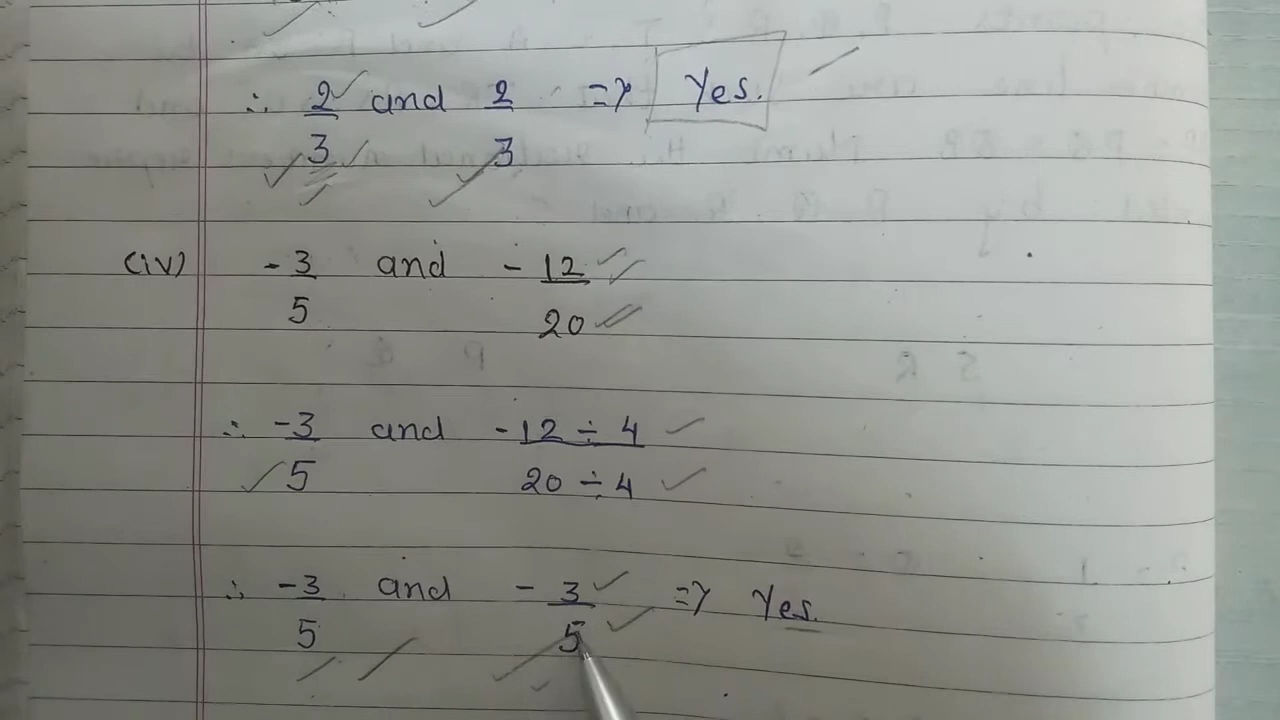 ∴ 2/3 and 2/3 => Yes.
(iv) -3/5 and -12/20
∴ -3/5 and -12÷4/20÷4
∴ -3/5 and -3/5 => Yes.